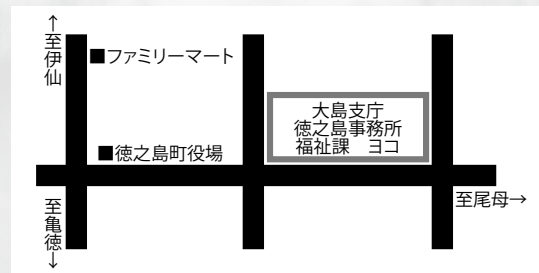 ↑至伊仙
■ファミリーマート
大島支庁
徳之島事務所
福祉課　ヨコ
■徳之島町役場
至亀徳↓
至尾母→